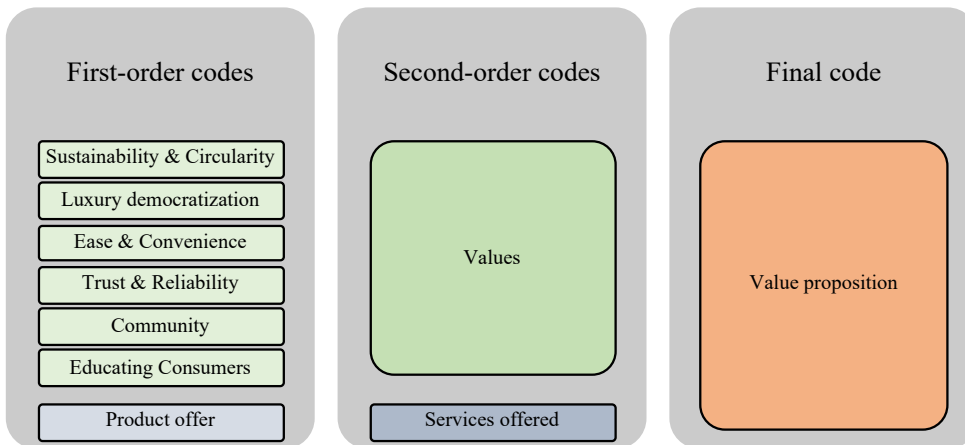 First-order codes
Sustainability & Circularity
Luxury democratization
Ease & Convenience
Trust & Reliability
Community
Educating Consumers
Product offer
Second-order codes
Values
Services offered
Final code
Value proposition